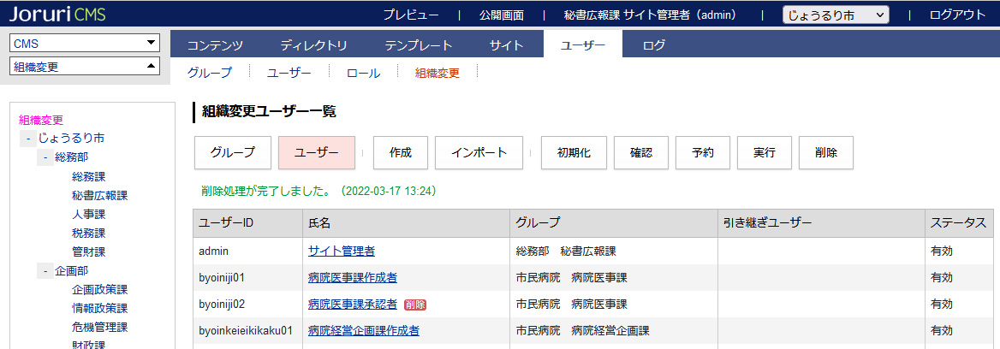 Joruri CMS
プレビュー | 公開画面 | 秘書広報課 サイト管理者（admin） | じょうるり市 | ログアウト
CMS
組織変更
コンテンツ ディレクトリ テンプレート サイト ユーザー ログ
グループ ユーザー ロール 組織変更
組織変更
- じょうるり市
- 総務部
総務課
秘書広報課
人事課
税務課
管財課
- 企画部
企画政策課
情報政策課
危機管理課
財政課
組織変更ユーザー一覧
グループ ユーザー 作成 インポート 初期化 確認 予約 実行 削除
削除処理が完了しました。（2022-03-17 13:24）
ユーザーID 氏名 グループ 引き継ぎユーザー ステータス
admin サイト管理者 総務部　秘書広報課 有効
byoiniji01 病院医事課作成者 市民病院　病院医事課 有効
byoiniji02 病院医事課承認者 削除 市民病院　病院医事課 有効
byoinkeieikikaku01 病院経営企画課作成者 市民病院　病院経営企画課 有効